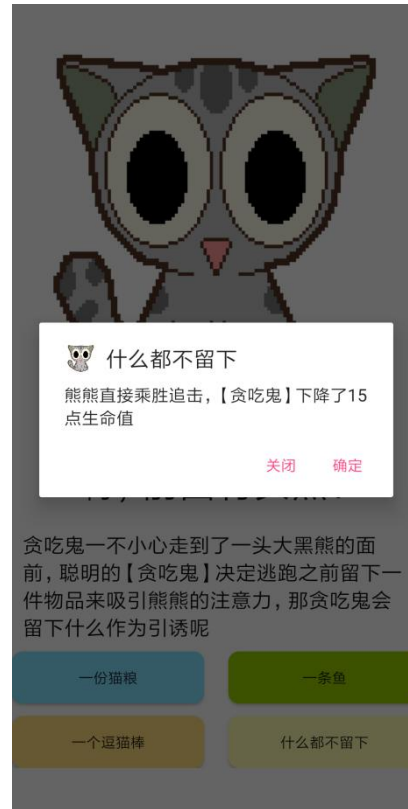 什么都不留下
熊熊直接乘胜追击，【贪吃鬼】下降了15
点生命值
关闭 确定
贪吃鬼一不小心走到了一头大黑熊的面
前，聪明的【贪吃鬼】决定逃跑之前留下一
件物品来吸引熊熊的注意力，那贪吃鬼会
留下什么作为引诱呢
一份猫粮 一条鱼
一个逗猫棒 什么都不留下